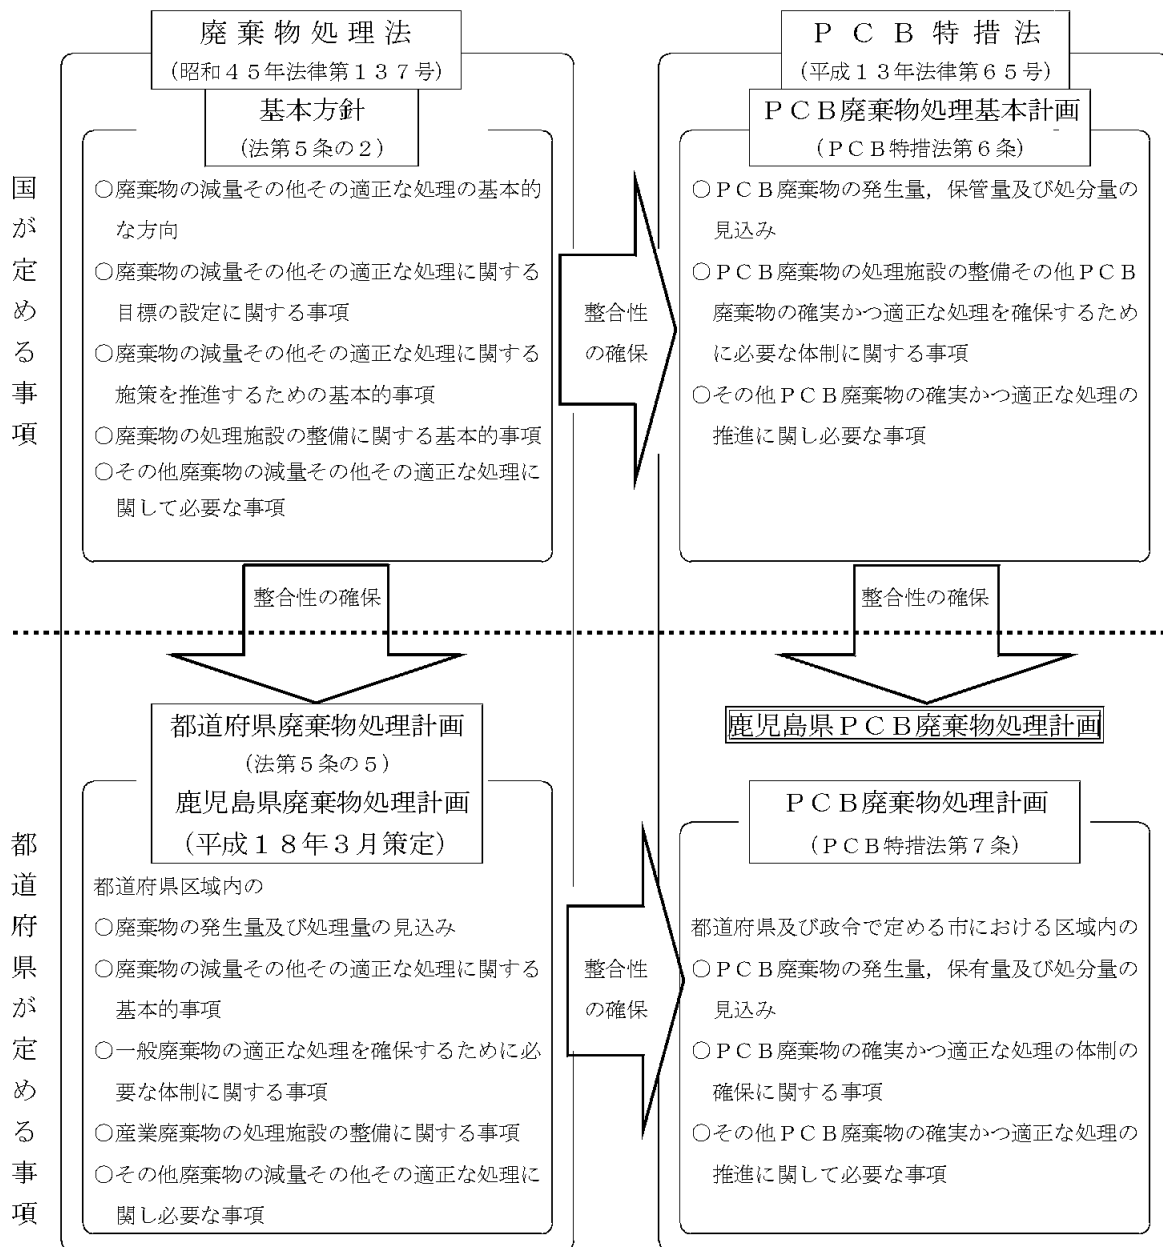 廃棄物処理法
(昭和４５年法律第１３７号)
基本方針
(法第５条の２)
国が定める事項
○廃棄物の減量その他その適正な処理の基本的
な方向
○廃棄物の減量その他その適正な処理に関する
目標の設定に関する事項
○廃棄物の減量その他その適正な処理に関する
施策を推進するための基本的事項
○廃棄物の処理施設の整備に関する基本的事項
○その他廃棄物の減量その他その適正な処理に
関して必要な事項
整合性
の確保
ＰＣＢ特措法
(平成１３年法律第６５号)
ＰＣＢ廃棄物処理基本計画
(ＰＣＢ特措法第６条)
○ＰＣＢ廃棄物の発生量，保管量及び処分量の
見込み
○ＰＣＢ廃棄物の処理施設の整備その他ＰＣＢ
廃棄物の確実かつ適正な処理を確保するため
に必要な体制に関する事項
○その他ＰＣＢ廃棄物の確実かつ適正な処理の
推進に関し必要な事項
整合性の確保
整合性の確保
都道府県が定める事項
都道府県廃棄物処理計画
(法第５条の５)
鹿児島県廃棄物処理計画
(平成１８年３月策定)
都道府県区域内の
○廃棄物の発生量及び処理量の見込み
○廃棄物の減量その他その適正な処理に関する
基本的事項
○一般廃棄物の適正な処理を確保するために必
要な体制に関する事項
○産業廃棄物の処理施設の整備に関する事項
○その他廃棄物の減量その他その適正な処理に
関し必要な事項
整合性
の確保
鹿児島県ＰＣＢ廃棄物処理計画
ＰＣＢ廃棄物処理計画
(ＰＣＢ特措法第７条)
都道府県及び政令で定める市における区域内の
○ＰＣＢ廃棄物の発生量，保有量及び処分量の
見込み
○ＰＣＢ廃棄物の確実かつ適正な処理の体制の
確保に関する事項
○その他ＰＣＢ廃棄物の確実かつ適正な処理の
推進に関して必要な事項